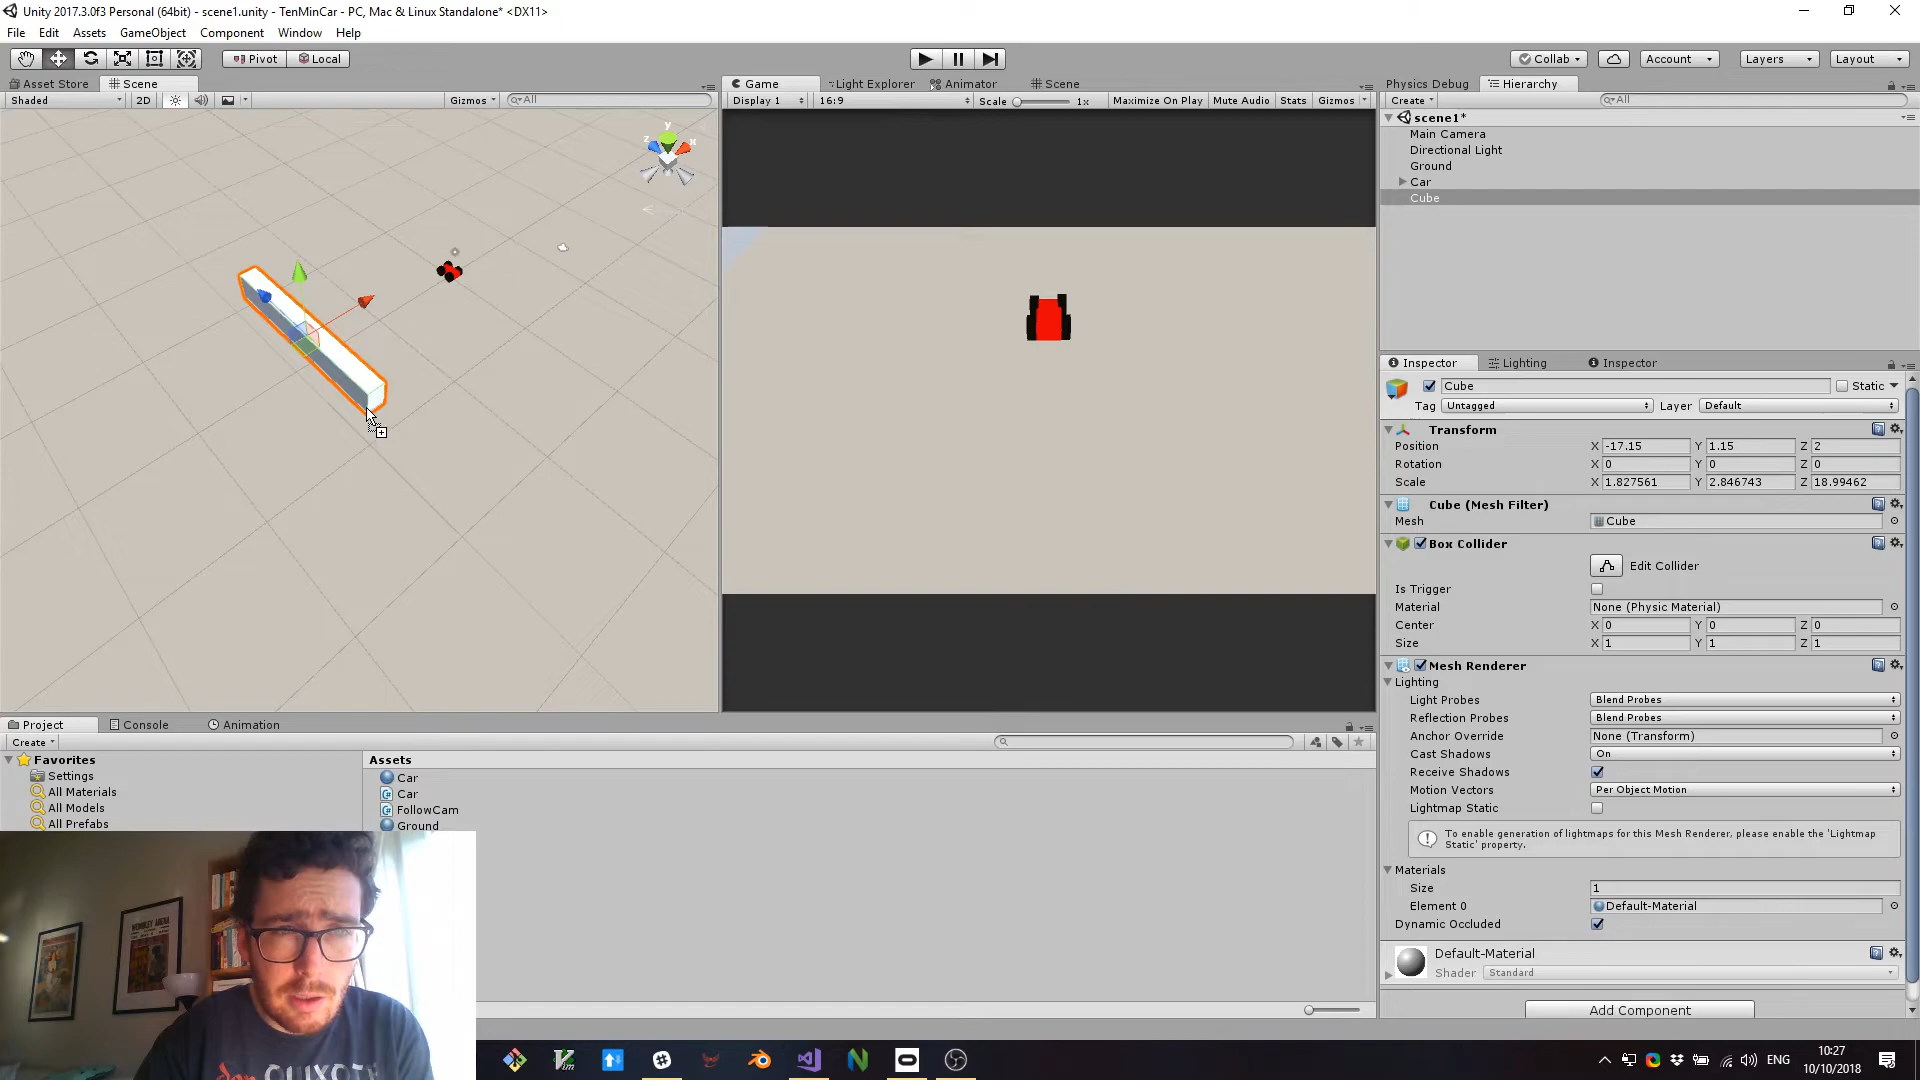 Unity 2017.3.0f3 Personal (64bit) - scene1.unity - TenMinCar - PC, Mac & Linux Standalone* <DX11>
File Edit Assets GameObject Component Window Help
Pivot Local Collab Account Layers Layout
Asset Store Scene Game Light Explorer Animator Scene Physics Debug Hierarchy
Shaded 2D Gizmos All Display 1 16:9 Scale 1x Maximize On Play Mute Audio Stats Gizmos Create All
scene1*
Main Camera
Directional Light
Ground
Car
Cube
y
z x
Inspector Lighting Inspector
Cube Static
Tag Untagged Layer Default
Transform
Position X -17.15 Y 1.15 Z 2
Rotation X 0 Y 0 Z 0
Scale X 1.827561 Y 2.846743 Z 18.99462
Cube (Mesh Filter)
Mesh Cube
Box Collider
Edit Collider
Is Trigger
Material None (Physic Material)
Center X 0 Y 0 Z 0
Size X 1 Y 1 Z 1
Mesh Renderer
Lighting
Light Probes Blend Probes
Reflection Probes Blend Probes
Anchor Override None (Transform)
Cast Shadows On
Receive Shadows
Motion Vectors Per Object Motion
Lightmap Static
To enable generation of lightmaps for this Mesh Renderer, please enable the 'Lightmap
Static' property.
Materials
Size 1
Element 0 Default-Material
Dynamic Occluded
Default-Material
Shader Standard
Add Component
Project Console Animation
Create
Favorites
Settings
All Materials
All Models
All Prefabs
Assets
Car
Car
FollowCam
Ground
WEMBLEY ARENA
don QUIXOTE
Vim
ENG
10:27
10/10/2018